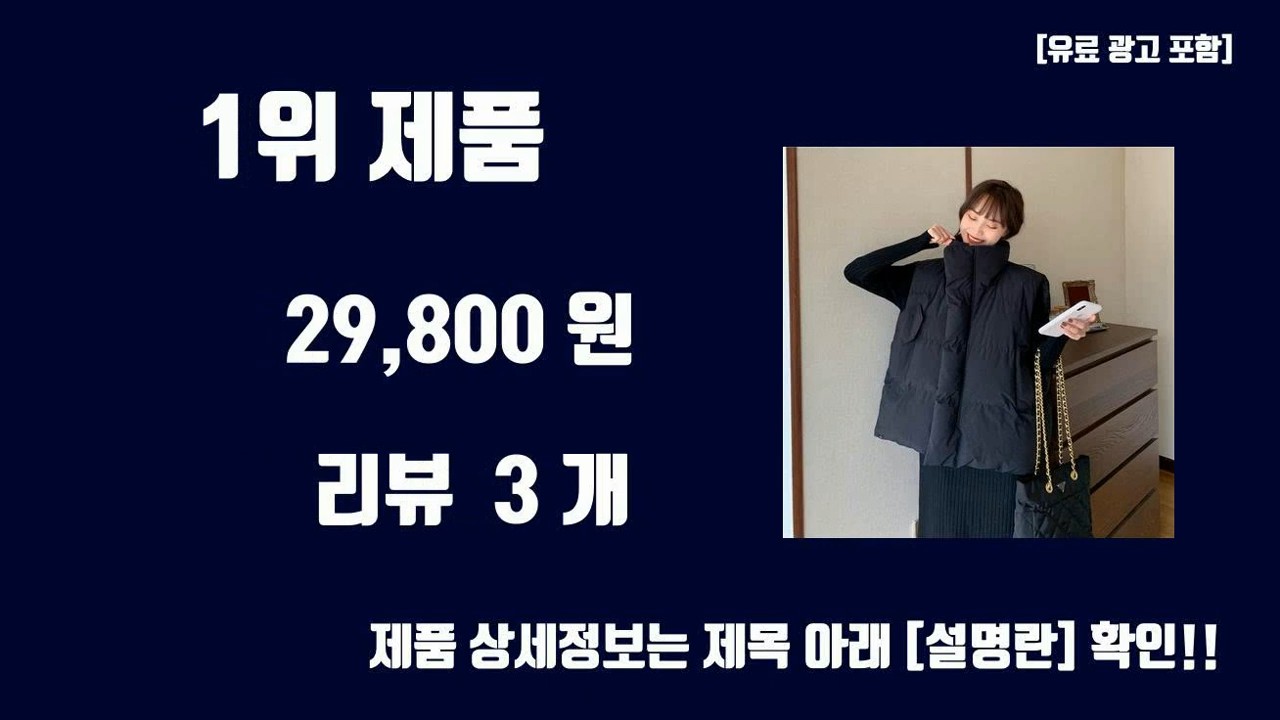 [유료 광고 포함]
1위 제품
29,800 원
리뷰 3 개
제품 상세정보는 제목 아래 [설명란] 확인!!